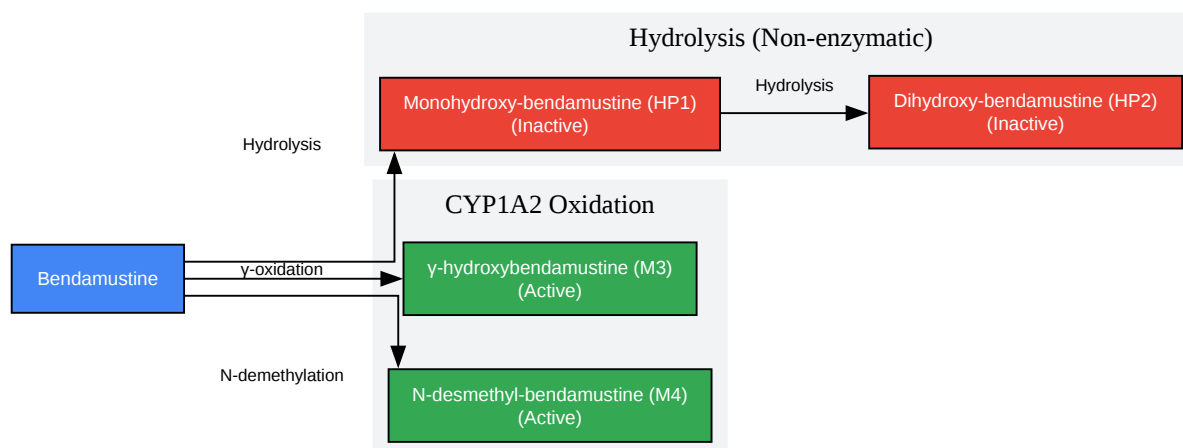 Hydrolysis (Non-enzymatic)
Monohydroxy-bendamustine (HP1)
(Inactive)
Hydrolysis
Dihydroxy-bendamustine (HP2)
(Inactive)
Hydrolysis
CYP1A2 Oxidation
Bendamustine
γ-oxidation
γ-hydroxybendamustine (M3)
(Active)
N-demethylation
N-desmethyl-bendamustine (M4)
(Active)